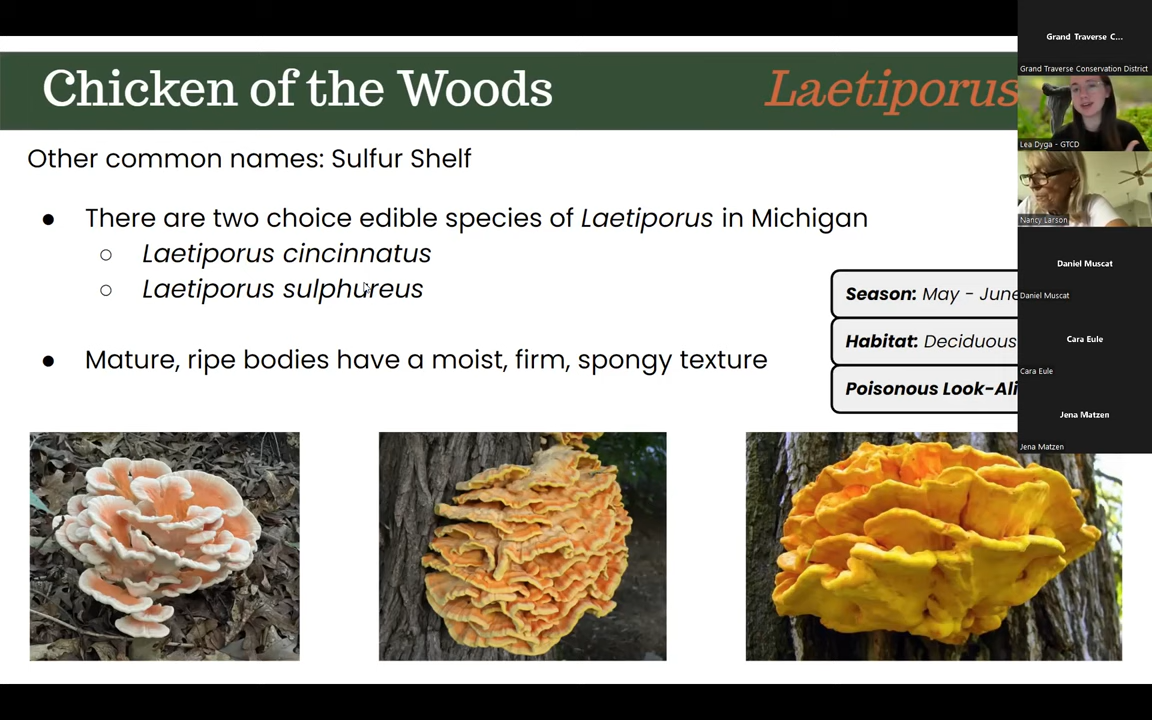 Chicken of the Woods
Laetiporus
Other common names: Sulfur Shelf
● There are two choice edible species of Laetiporus in Michigan
○ Laetiporus cincinnatus
○ Laetiporus sulphureus
● Mature, ripe bodies have a moist, firm, spongy texture
Season: May - June
Habitat: Deciduous
Poisonous Look-Ali
Grand Traverse C...
Grand Traverse Conservation District
Lea Dyga - GTCD
Nancy Larson
Daniel Muscat
Daniel Muscat
Cara Eule
Cara Eule
Jena Matzen
Jena Matzen